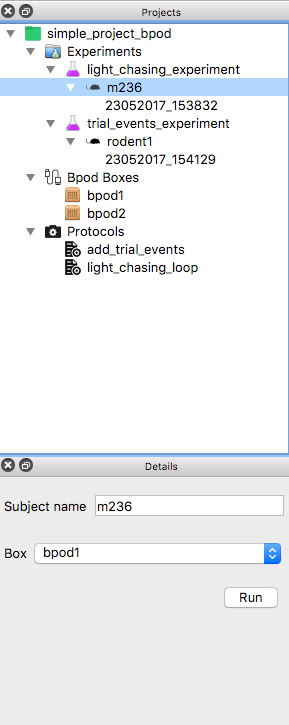 Projects
simple_project_bpod
Experiments
light_chasing_experiment
m236
23052017_153832
trial_events_experiment
rodent1
23052017_154129
Bpod Boxes
bpod1
bpod2
Protocols
add_trial_events
light_chasing_loop
Details
Subject name m236
Box bpod1
Run